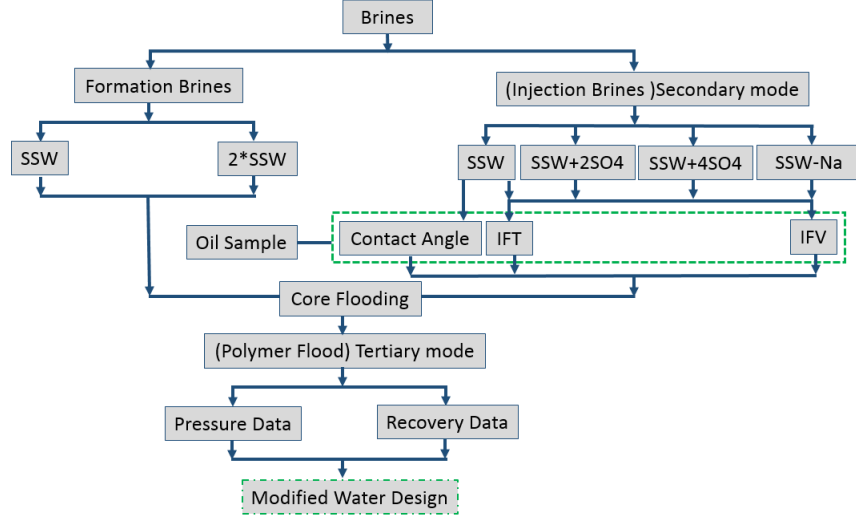 Brines
Formation Brines
(Injection Brines )Secondary mode
SSW
2*SSW
SSW
SSW+2SO4
SSW+4SO4
SSW-Na
Oil Sample
Contact Angle
IFT
IFV
Core Flooding
(Polymer Flood) Tertiary mode
Pressure Data
Recovery Data
Modified Water Design